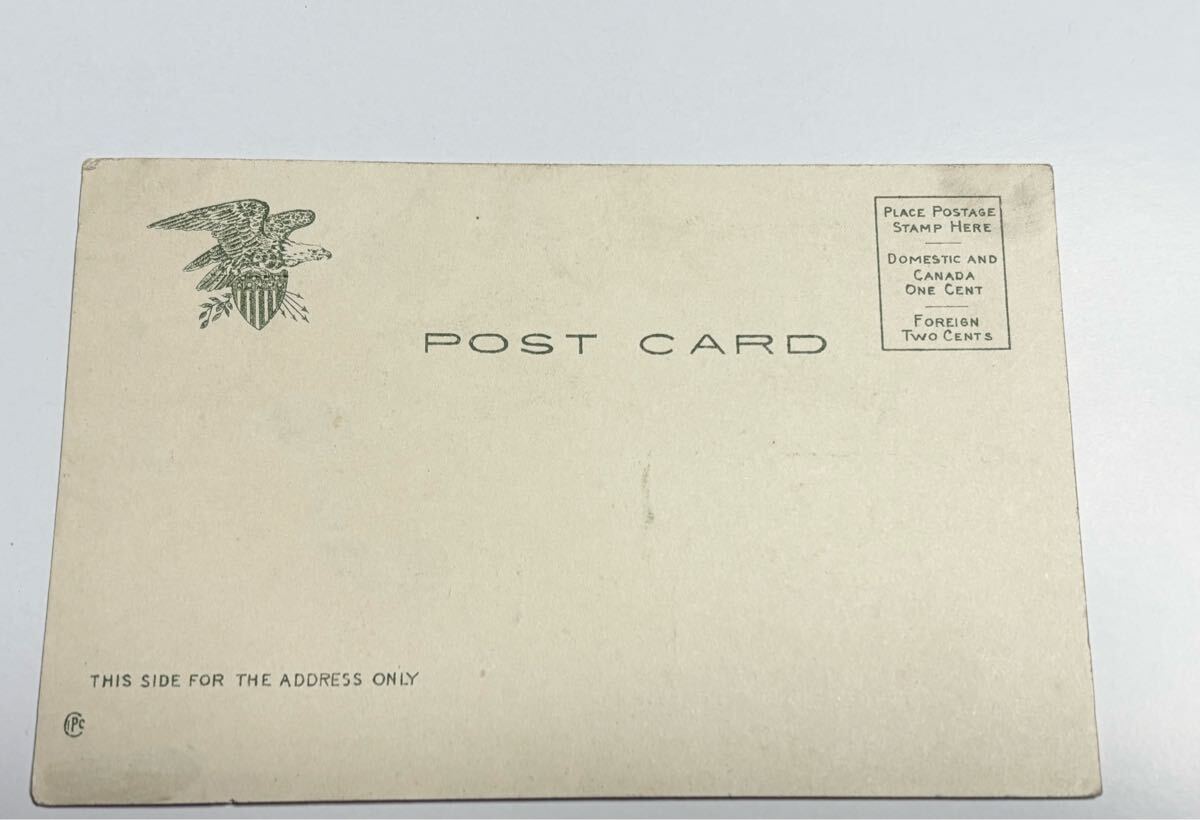 PLACE POSTAGE
STAMP HERE
DOMESTIC AND
CANADA
ONE CENT
FOREIGN
TWO CENTS
POST CARD
THIS SIDE FOR THE ADDRESS ONLY